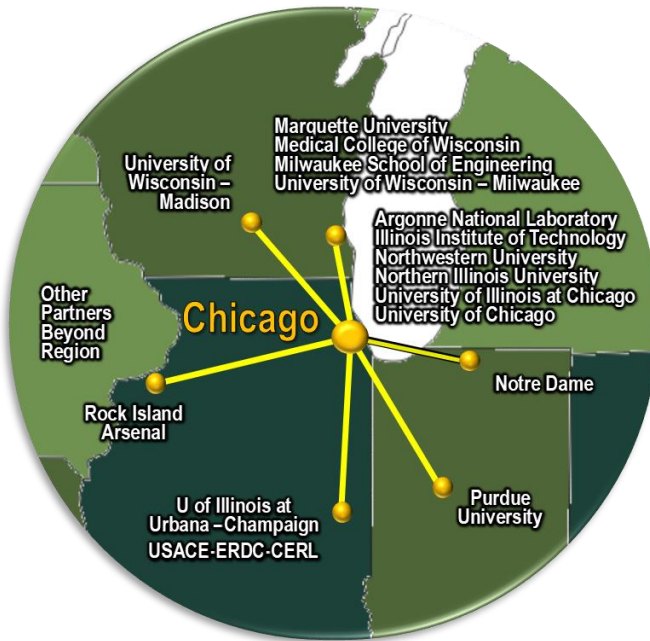 Marquette University
Medical College of Wisconsin
Milwaukee School of Engineering
University of Wisconsin – Milwaukee
University of
Wisconsin –
Madison
Argonne National Laboratory
Illinois Institute of Technology
Northwestern University
Northern Illinois University
University of Illinois at Chicago
University of Chicago
Other
Partners
Beyond
Region
Chicago
Notre Dame
Rock Island
Arsenal
U of Illinois at
Urbana –Champaign
USACE-ERDC-CERL
Purdue
University